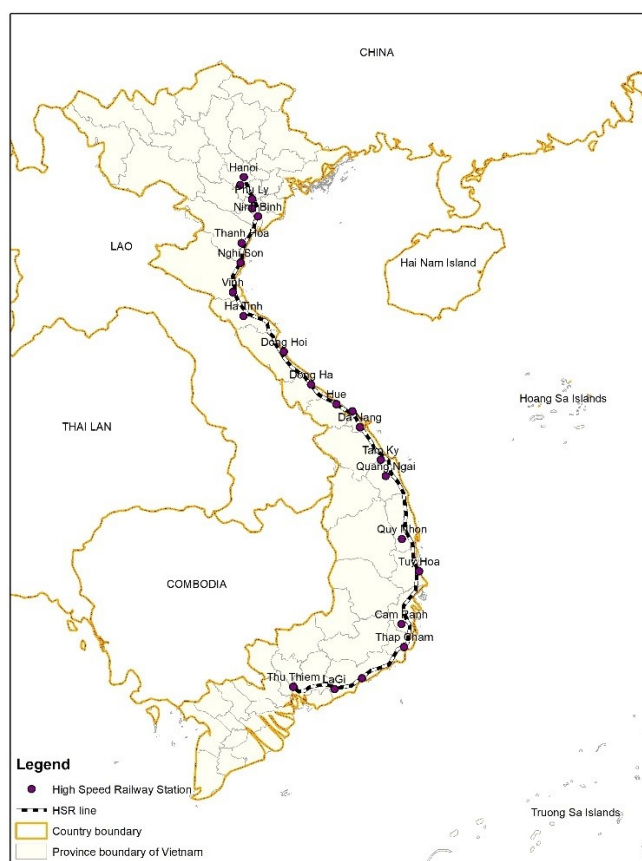 CHINA
Hanoi
Phu Ly
Ninh Binh
Thanh Hoa
LAO
Nghi Son
Hai Nam Island
Vinh
Ha Tinh
Dong Hoi
Dong Ha
Hue
Hoang Sa Islands
Da Nang
THAI LAN
Tam Ky
Quang Ngai
Quy Nhon
Tuy Hoa
COMBODIA
Cam Ranh
Thap Cham
Thu Thiem
LaGi
Legend
High Speed Railway Station
HSR line
Country boundary
Truong Sa Islands
Province boundary of Vietnam